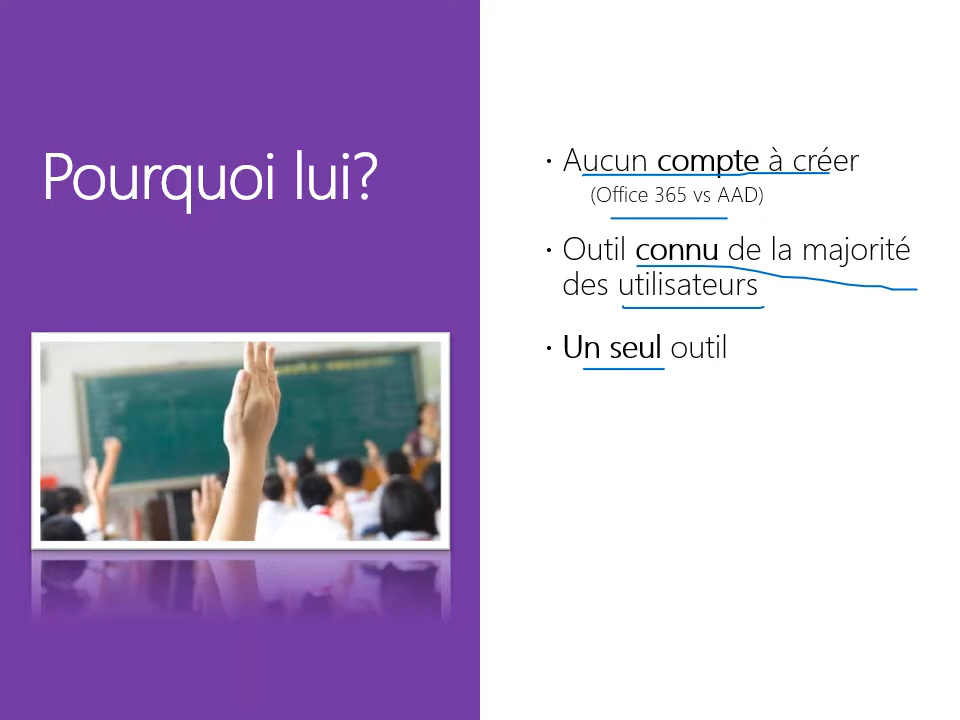 Pourquoi lui?
· Aucun compte à créer
(Office 365 vs AAD)
· Outil connu de la majorité
des utilisateurs
· Un seul outil